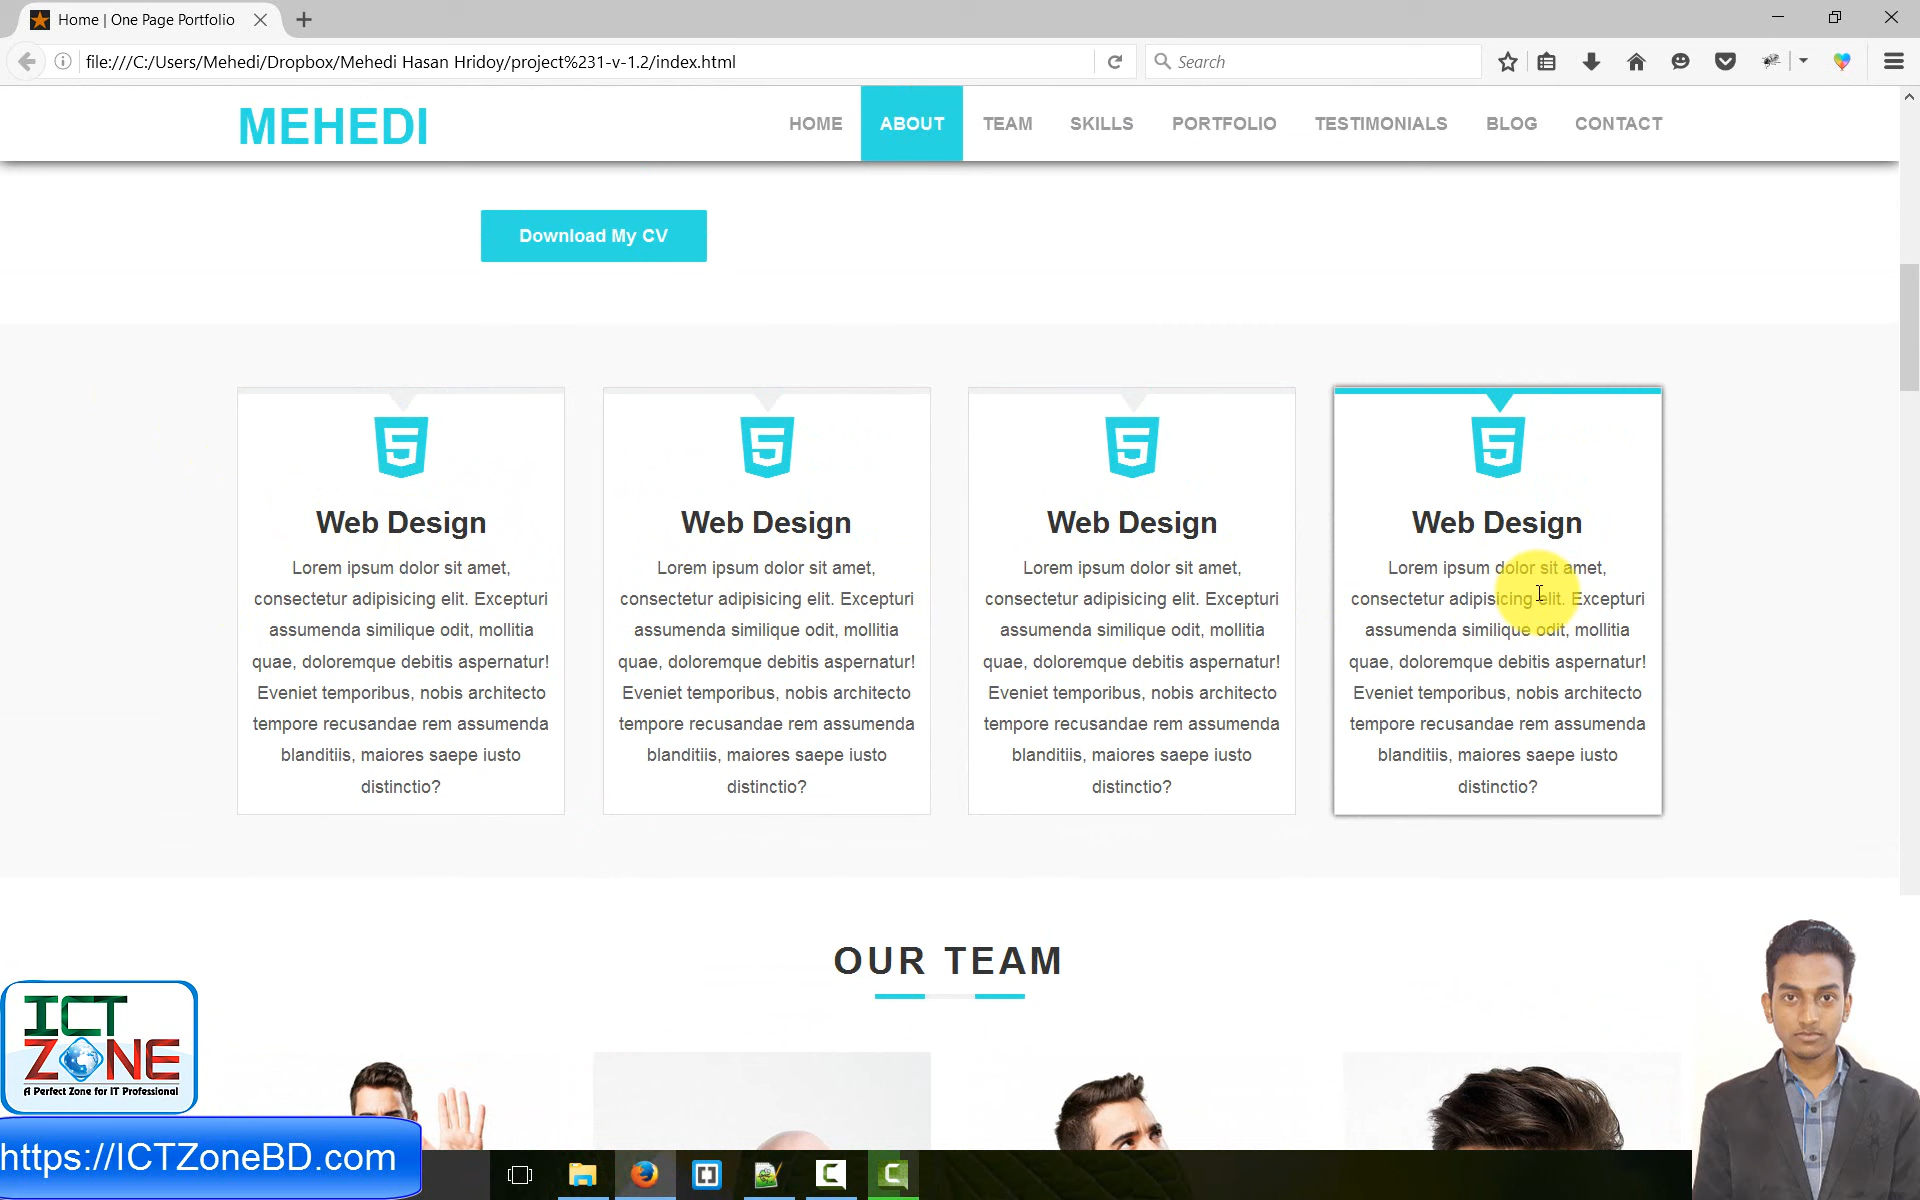 Home | One Page Portfolio
file:///C:/Users/Mehedi/Dropbox/Mehedi Hasan Hridoy/project%231-v-1.2/index.html
Search
MEHEDI
HOME ABOUT TEAM SKILLS PORTFOLIO TESTIMONIALS BLOG CONTACT
Download My CV
Web Design
Lorem ipsum dolor sit amet,
consectetur adipisicing elit. Excepturi
assumenda similique odit, mollitia
quae, doloremque debitis aspernatur!
Eveniet temporibus, nobis architecto
tempore recusandae rem assumenda
blanditiis, maiores saepe iusto
distinctio?
Web Design
Lorem ipsum dolor sit amet,
consectetur adipisicing elit. Excepturi
assumenda similique odit, mollitia
quae, doloremque debitis aspernatur!
Eveniet temporibus, nobis architecto
tempore recusandae rem assumenda
blanditiis, maiores saepe iusto
distinctio?
Web Design
Lorem ipsum dolor sit amet,
consectetur adipisicing elit. Excepturi
assumenda similique odit, mollitia
quae, doloremque debitis aspernatur!
Eveniet temporibus, nobis architecto
tempore recusandae rem assumenda
blanditiis, maiores saepe iusto
distinctio?
Web Design
Lorem ipsum dolor sit amet,
consectetur adipisicing elit. Excepturi
assumenda similique odit, mollitia
quae, doloremque debitis aspernatur!
Eveniet temporibus, nobis architecto
tempore recusandae rem assumenda
blanditiis, maiores saepe iusto
distinctio?
OUR TEAM
ICT
ZONE
A Perfect Zone for IT Professional
https://ICTZoneBD.com